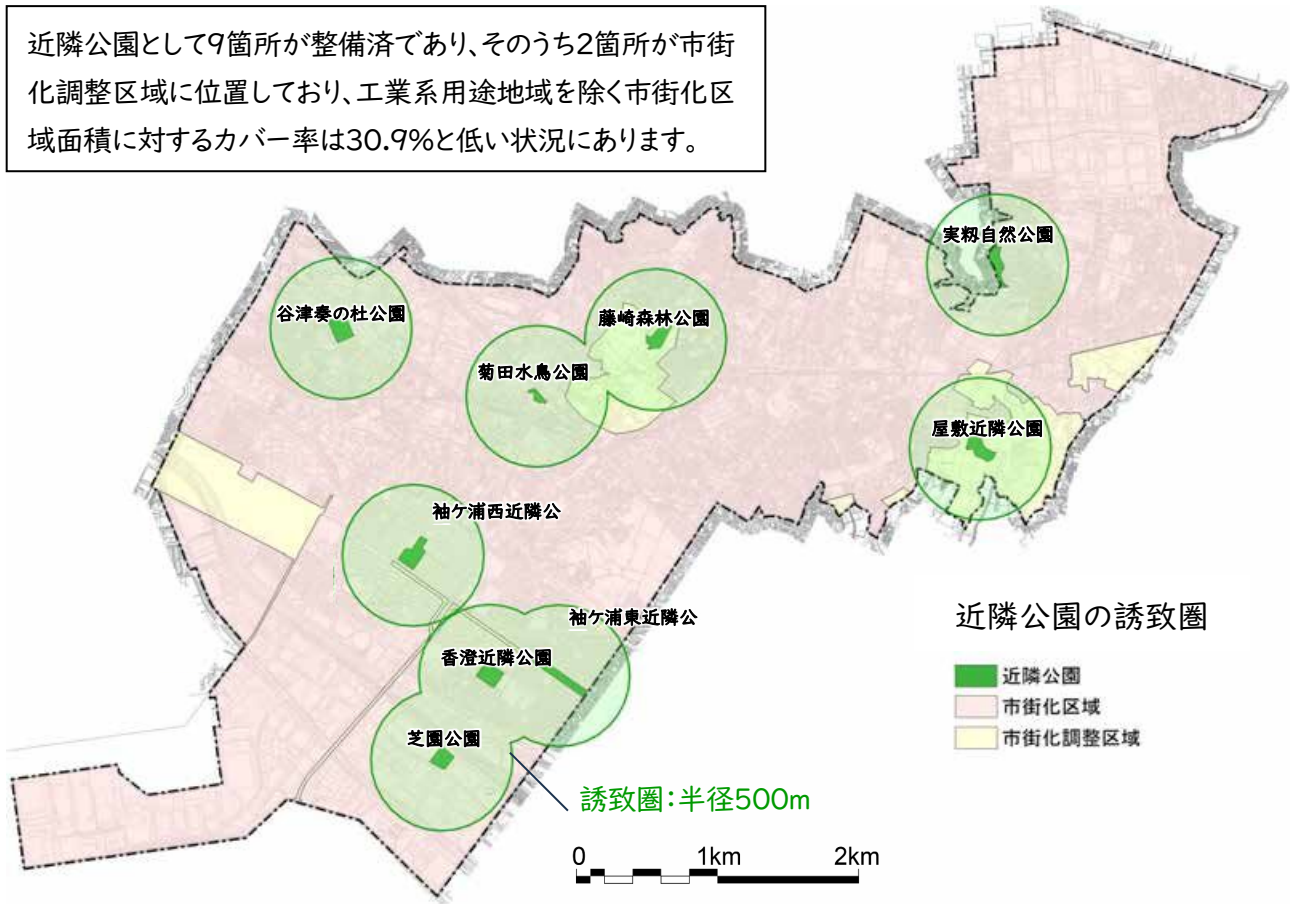 近隣公園として9箇所が整備済であり、そのうち2箇所が市街
化調整区域に位置しており、工業系用途地域を除く市街化区
域面積に対するカバー率は30.9%と低い状況にあります。
実籾自然公園
谷津奏の杜公園
藤崎森林公園
菊田水鳥公園
屋敷近隣公園
袖ケ浦西近隣公
袖ケ浦東近隣公
香澄近隣公園
芝園公園
誘致圏:半径500m
近隣公園の誘致圏
近隣公園
市街化区域
市街化調整区域
0 1km 2km